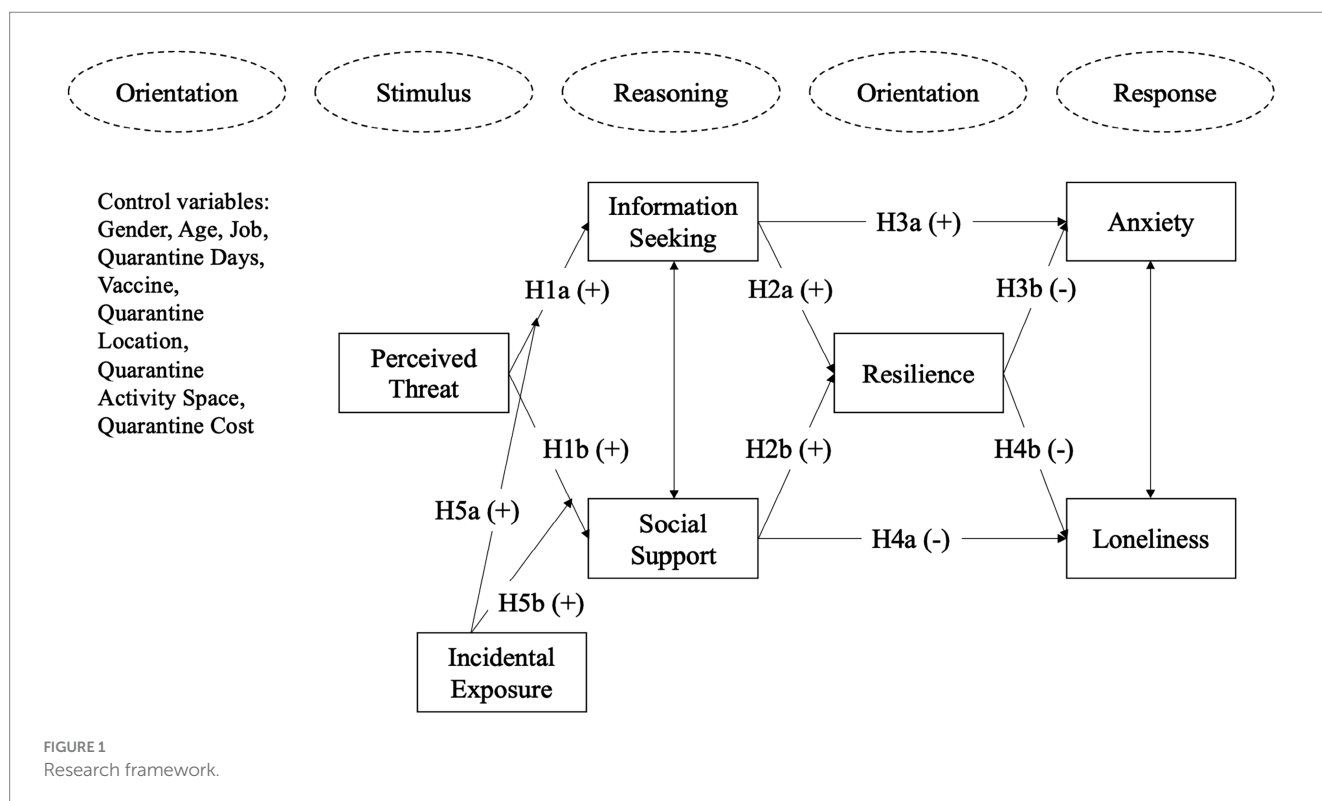 Orientation
Stimulus
Reasoning
Orientation
Response
Control variables:
Gender, Age, Job,
Quarantine Days,
Vaccine,
Quarantine
Location,
Quarantine
Activity Space,
Quarantine Cost
Information
Seeking
H3a (+)
Anxiety
H1a (+)
H2a (+)
H3b (-)
Perceived
Threat
Resilience
H1b (+)
H2b (+)
H4b (-)
H5a (+)
Social
Support
H4a (-)
Loneliness
H5b (+)
Incidental
Exposure
FIGURE 1
Research framework.